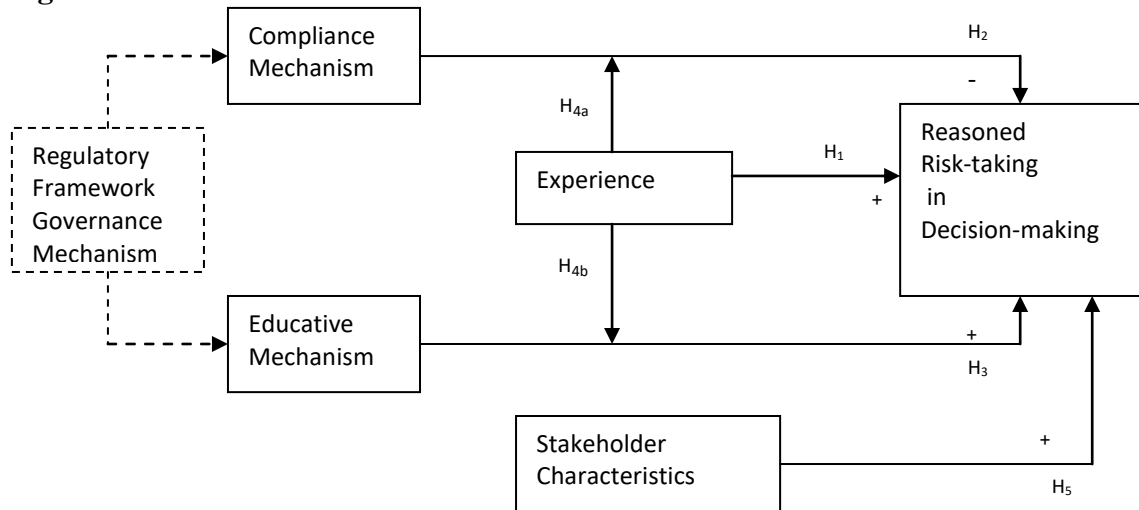 Compliance
Mechanism
H2
-
H4a
Regulatory
Framework
Governance
Mechanism
Experience
H1
+
Reasoned
Risk-taking
in
Decision-making
H4b
Educative
Mechanism
+
H3
Stakeholder
Characteristics
+
H5